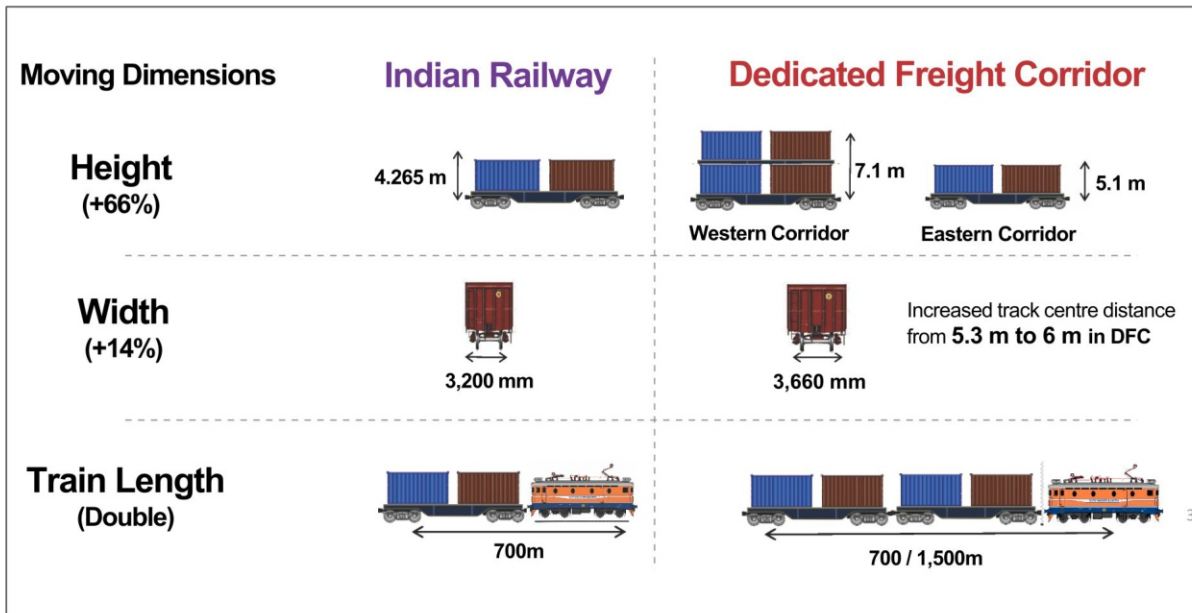 Moving Dimensions
Indian Railway
Dedicated Freight Corridor
Height
(+66%)
4.265 m
7.1 m
5.1 m
Western Corridor
Eastern Corridor
Width
(+14%)
3,200 mm
3,660 mm
Increased track centre distance
from 5.3 m to 6 m in DFC
Train Length
(Double)
700m
700 / 1,500m